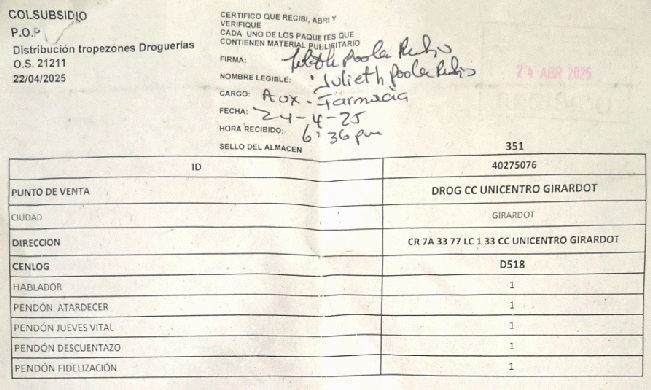 COLSUBSIDIO
P.O.P
Distribución tropezones Droguerias
O.S. 21211
22/04/2025
CERTIFICO QUE RECIBI, ABRI Y
VERIFIQUE
CADA UNO DE LOS PAQUETES QUE
CONTIENEN MATERIAL PUBLIRITARIO
FIRMA: Julieth Paola Rubio
NOMBRE LEGIBLE: Julieth Paola Rubio
CARGO: Aux. Farmacia
FECHA: 24-4-25
HORA RECIBIDO: 6:36 pm
SELLO DEL ALMACEN
24 ABR 2025
351
ID 40275076
PUNTO DE VENTA DROG CC UNICENTRO GIRARDOT
CIUDAD GIRARDOT
DIRECCION CR 7A 33 77 LC 1 33 CC UNICENTRO GIRARDOT
CENLOG D518
HABLADOR 1
PENDÓN ATARDECER 1
PENDÓN JUEVES VITAL 1
PENDÓN DESCUENTAZO 1
PENDÓN FIDELIZACIÓN 1